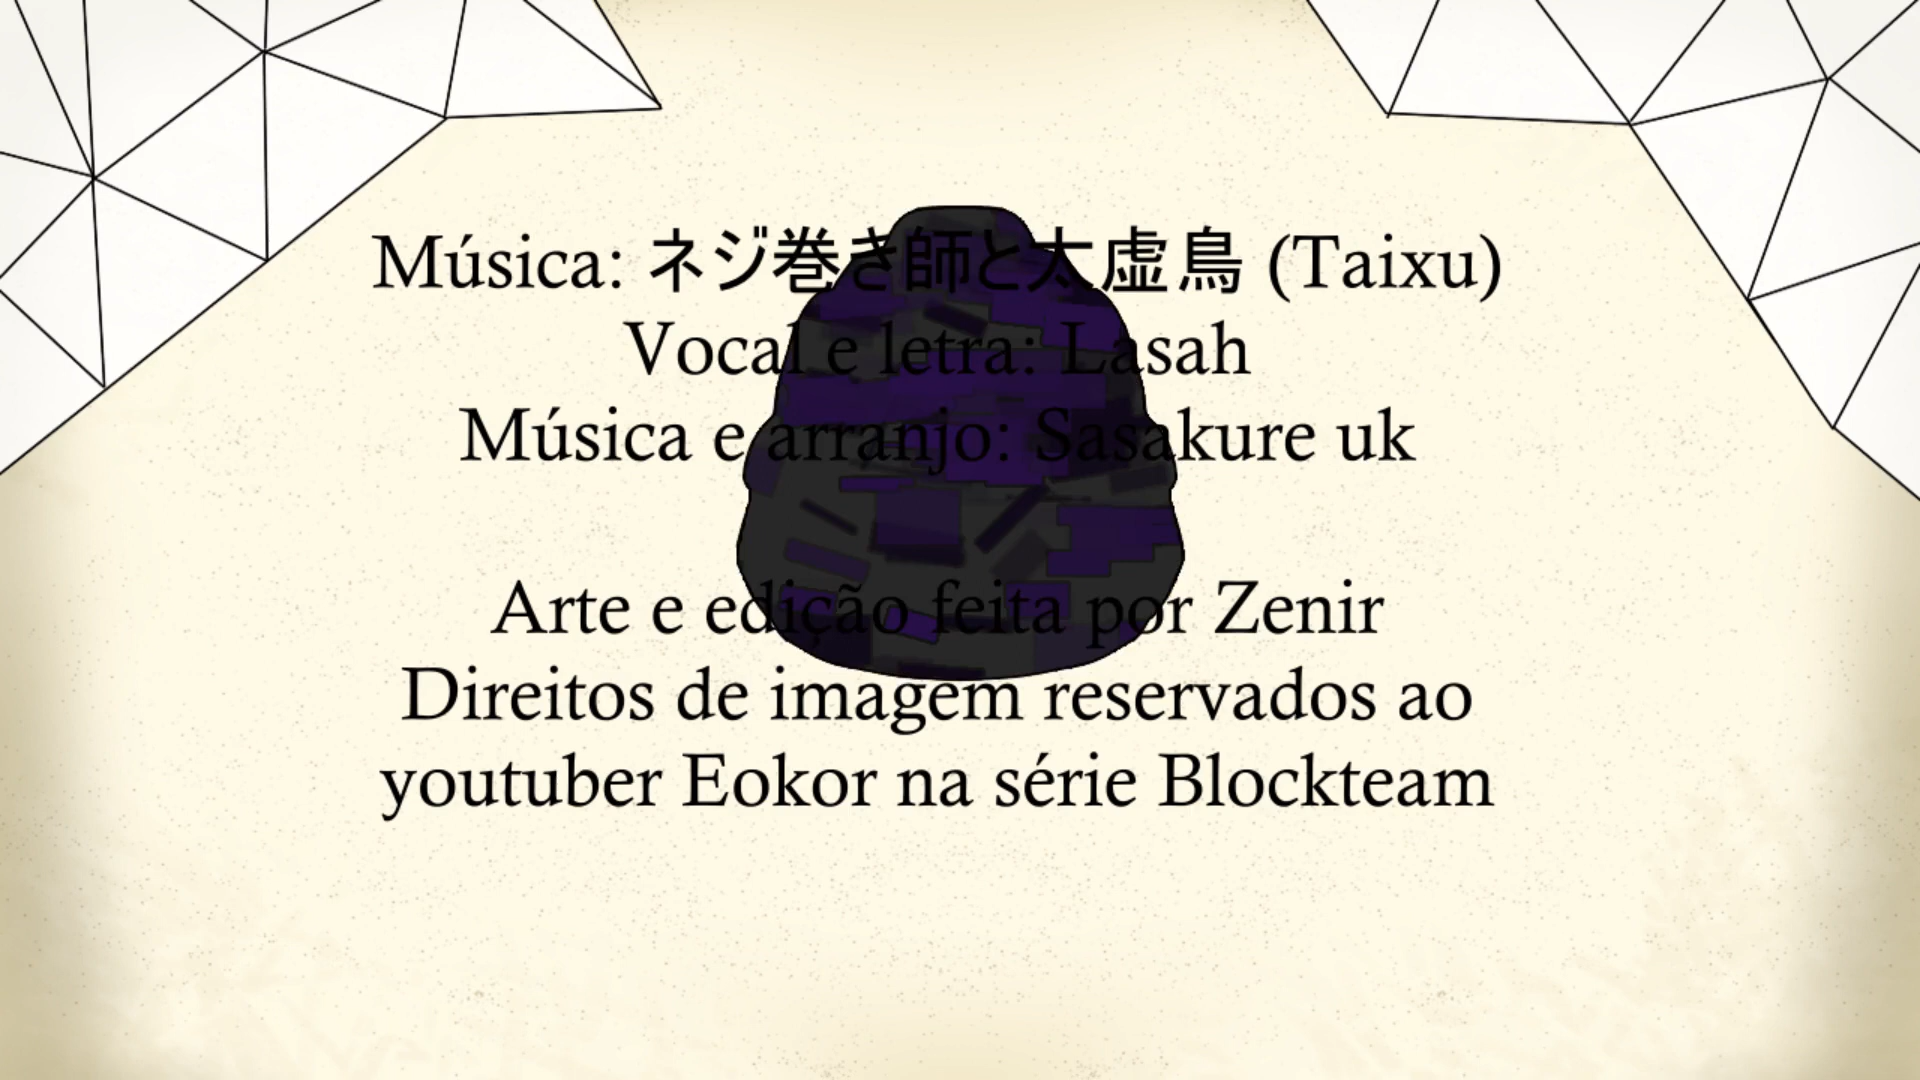 Música: ネジ巻き師と太虚鳥 (Taixu)
Vocal e letra: Lasah
Música e arranjo: Sasakure uk
Arte e edição feita por Zenir
Direitos de imagem reservados ao
youtuber Eokor na série Blockteam